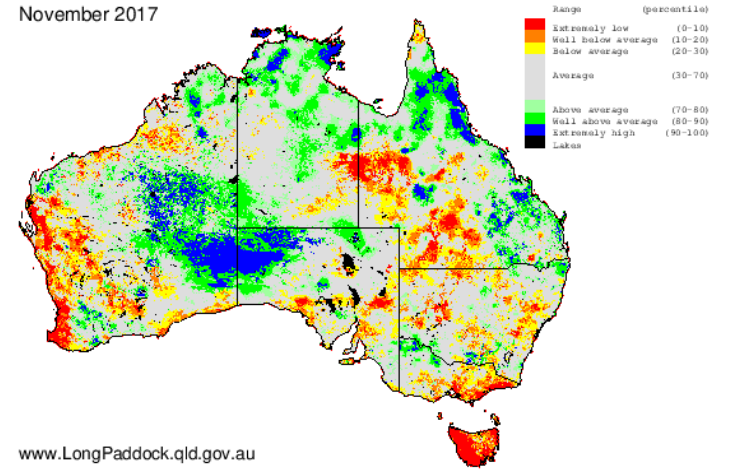 November 2017
Range (percentile)
Extremely low (0-10)
Well below average (10-20)
Below average (20-30)
Average (30-70)
Above average (70-80)
Well above average (80-90)
Extremely high (90-100)
Lakes
www.LongPaddock.qld.gov.au